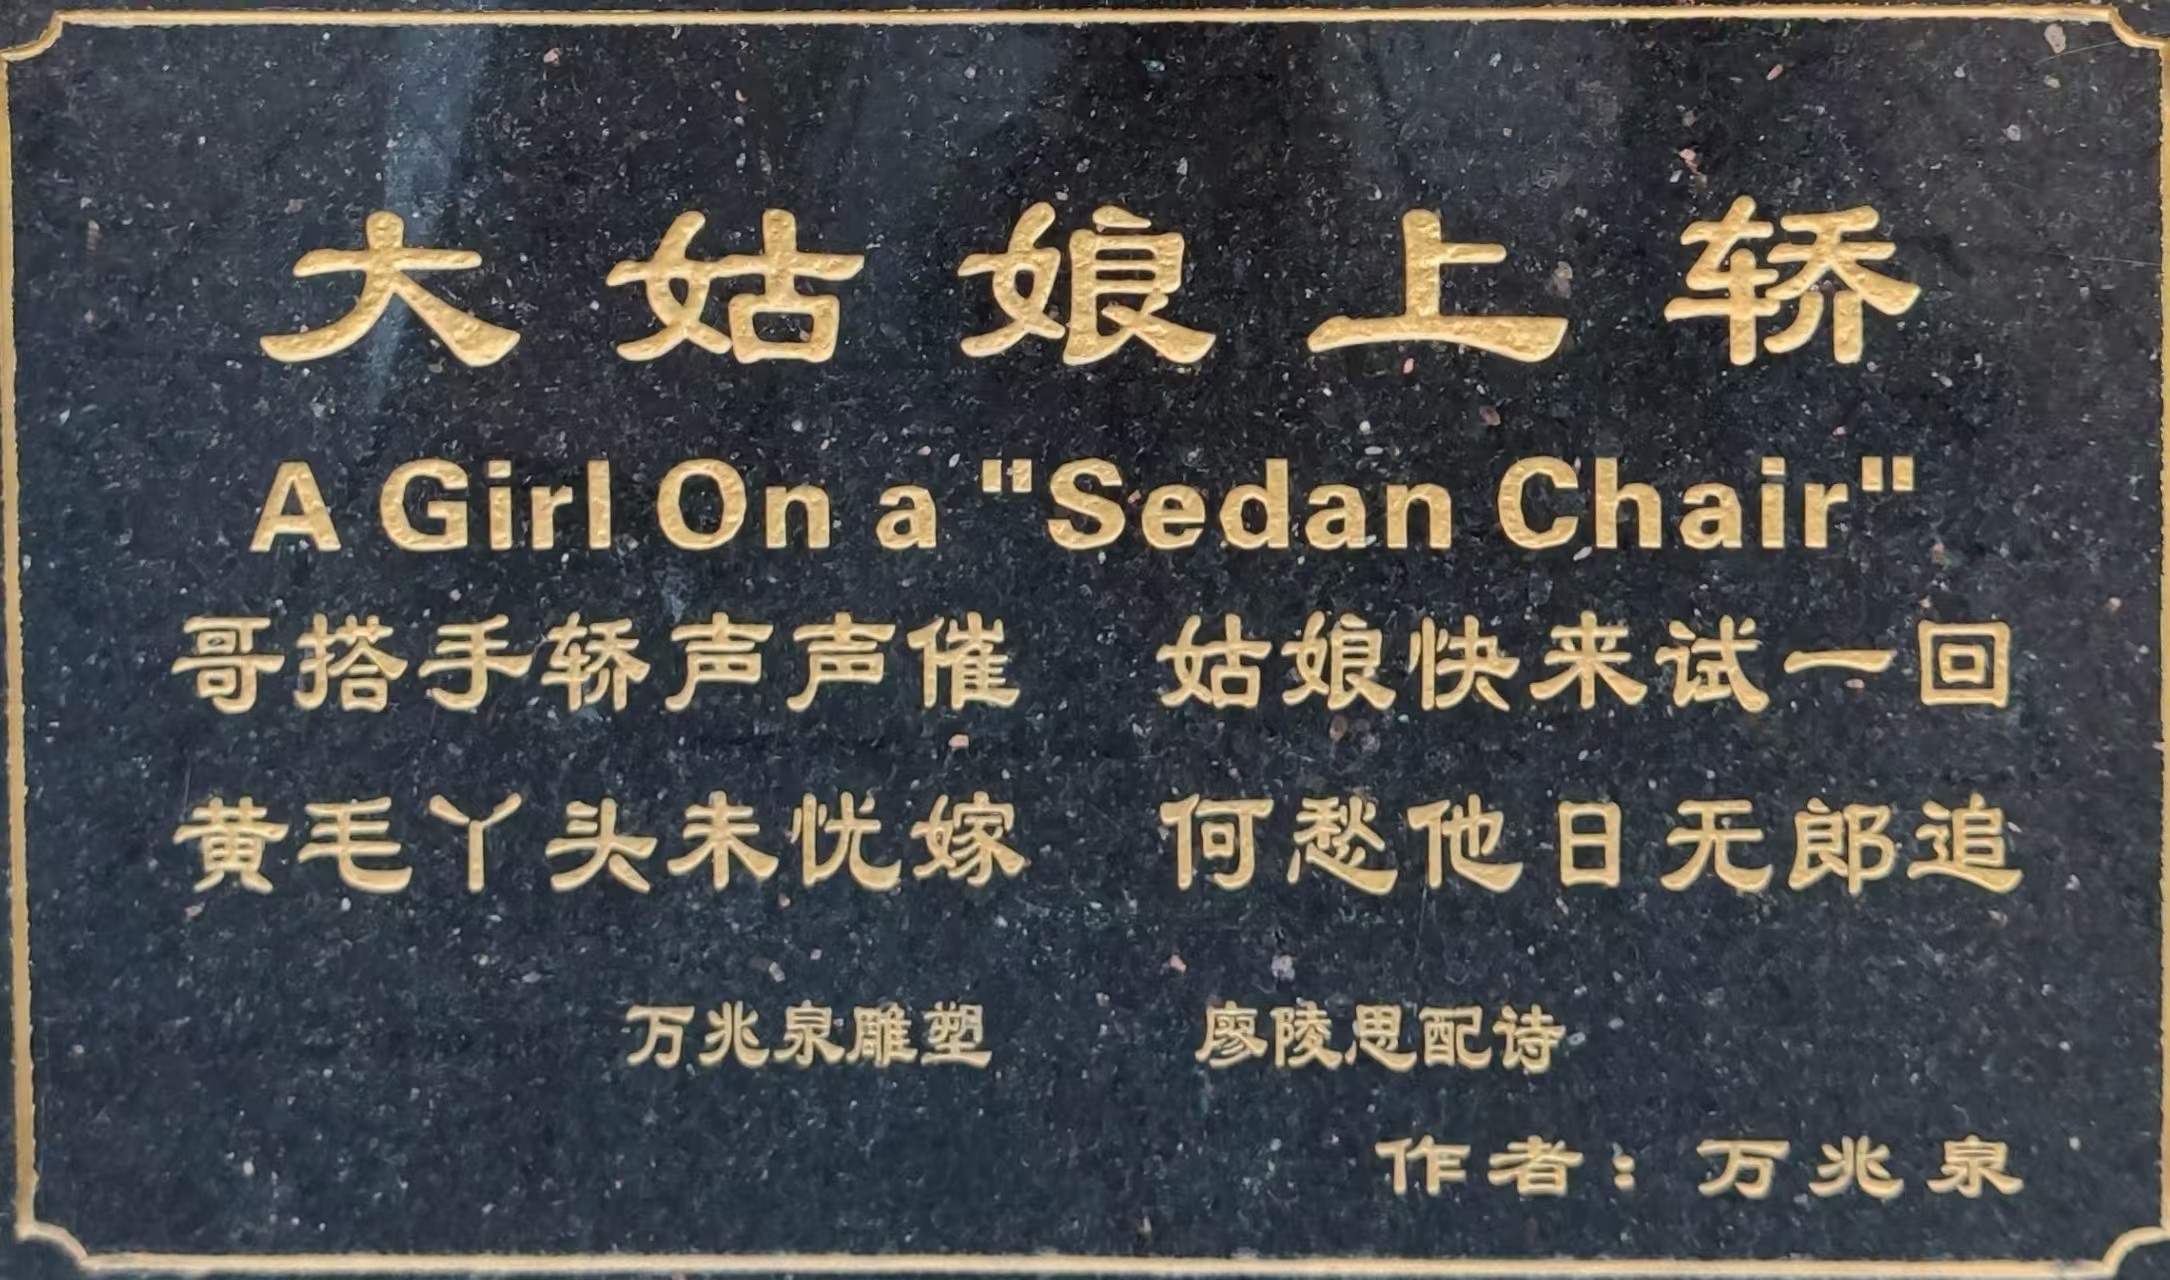 大姑娘上轿
A Girl On a "Sedan Chair"
哥搭手轿声声催 姑娘快来试一回
黄毛丫头未忧嫁 何愁他日无郎追
万兆泉雕塑 廖陵思配诗
作者：万兆泉